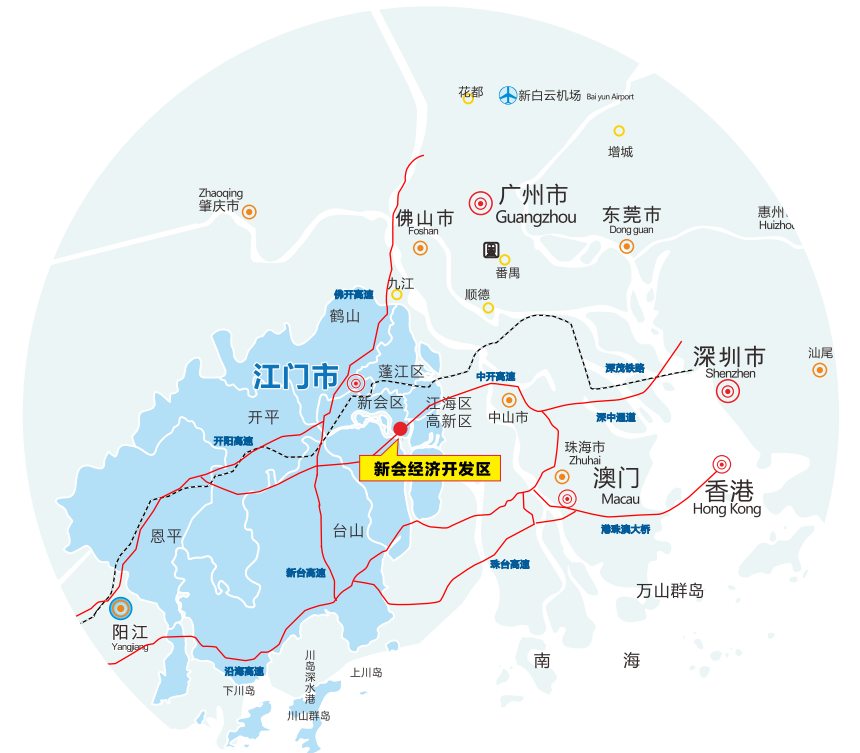 花都
新白云机场 Bai yun Airport
增城
Zhaoqing
肇庆市
广州市
Guangzhou
佛山市
Foshan
东莞市
Dong guan
惠州
Huizhou
番禺
九江
佛开高速
顺德
鹤山
深圳市
Shenzhen
汕尾
江门市
蓬江区
中开高速
深茂铁路
新会区
江海区
高新区
中山市
深中通道
开平
开阳高速
新会经济开发区
珠海市
Zhuhai
澳门
Macau
香港
Hong Kong
恩平
台山
港珠澳大桥
新台高速
珠台高速
万山群岛
阳江
Yangjiang
沿海高速
川岛深水港
上川岛
下川岛
川山群岛
南 海